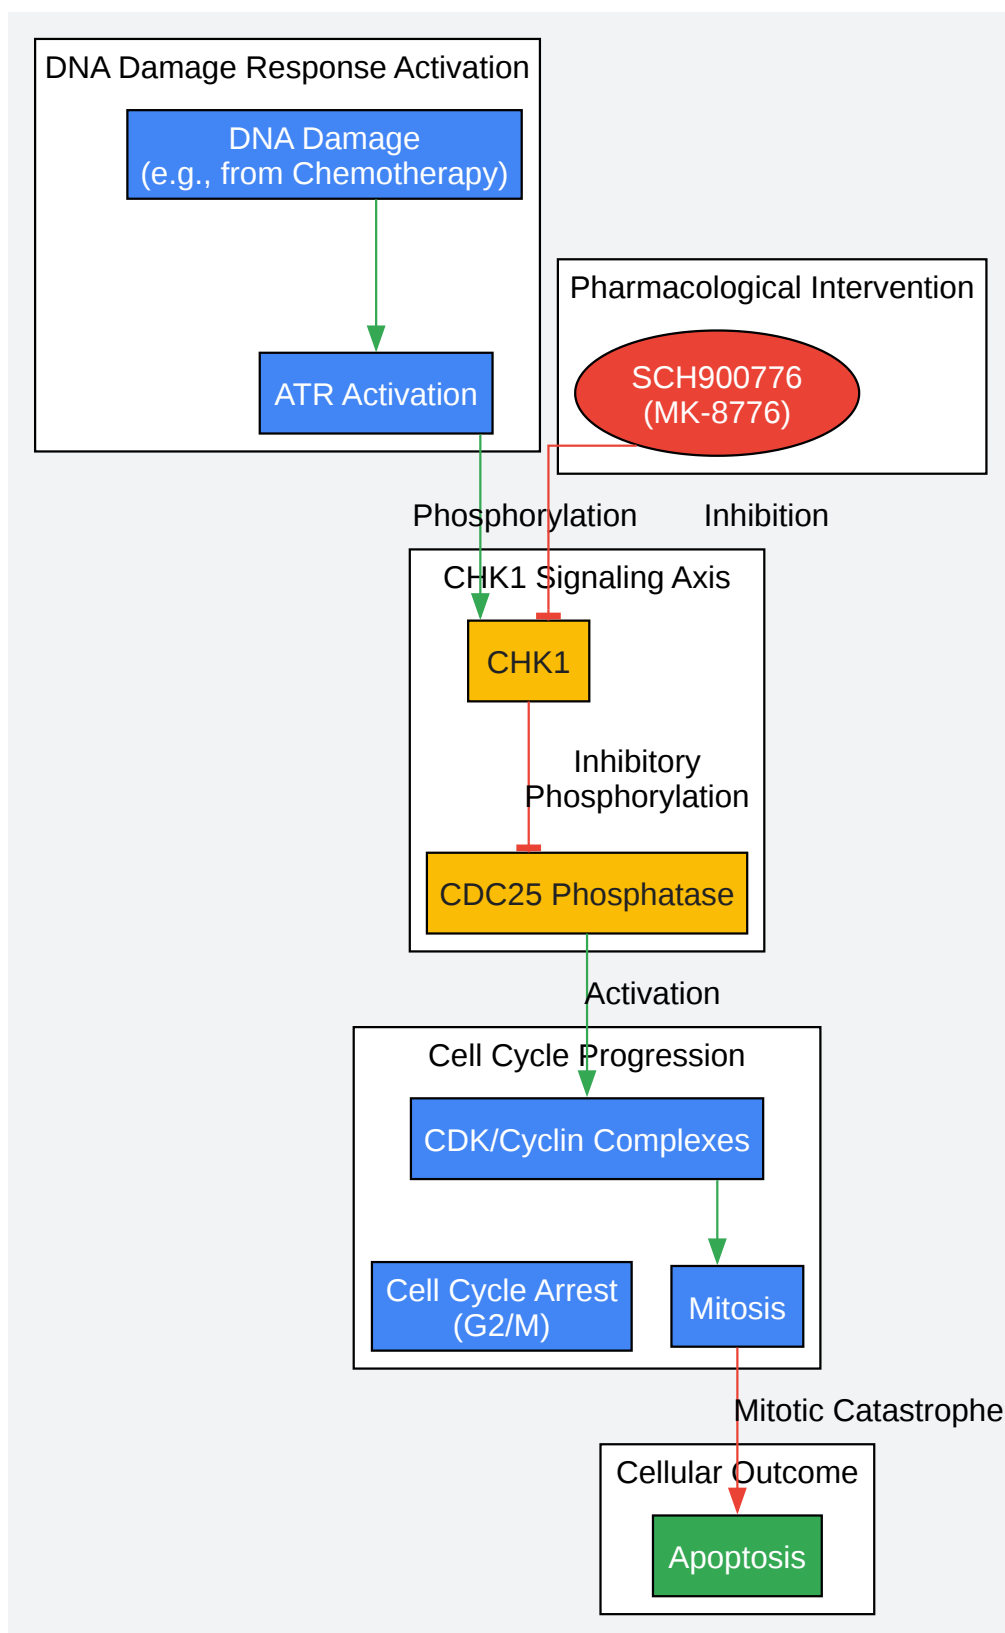 DNA Damage Response Activation
DNA Damage
(e.g., from Chemotherapy)
ATR Activation
Pharmacological Intervention
SCH900776
(MK-8776)
Phosphorylation
Inhibition
CHK1 Signaling Axis
CHK1
Inhibitory
Phosphorylation
CDC25 Phosphatase
Activation
Cell Cycle Progression
CDK/Cyclin Complexes
Cell Cycle Arrest
(G2/M)
Mitosis
Mitotic Catastrophe
Cellular Outcome
Apoptosis